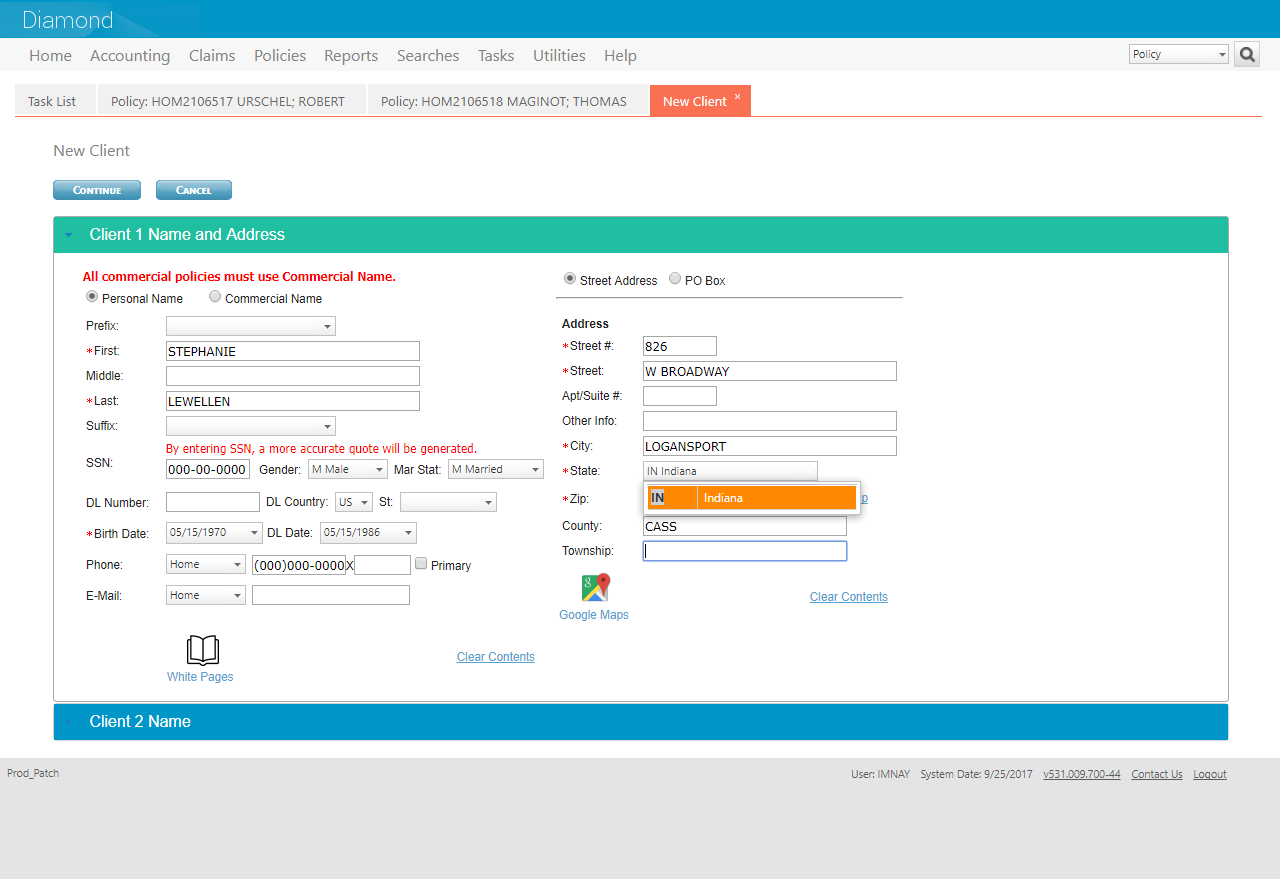 Diamond
Home Accounting Claims Policies Reports Searches Tasks Utilities Help Policy
Task List Policy: HOM2106517 URSCHEL; ROBERT Policy: HOM2106518 MAGINOT; THOMAS New Client x
New Client
CONTINUE CANCEL
Client 1 Name and Address
All commercial policies must use Commercial Name.
Personal Name Commercial Name
Prefix:
*First: STEPHANIE
Middle:
*Last: LEWELLEN
Suffix:
By entering SSN, a more accurate quote will be generated.
SSN: 000-00-0000 Gender: M Male Mar Stat: M Married
DL Number: DL Country: US St:
*Birth Date: 05/15/1970 DL Date: 05/15/1986
Phone: Home (000)000-0000 X Primary
E-Mail: Home
White Pages
Clear Contents
Street Address PO Box
Address
*Street #: 826
*Street: W BROADWAY
Apt/Suite #:
Other Info:
*City: LOGANSPORT
*State: IN Indiana
IN Indiana
*Zip: p
County: CASS
Township:
Google Maps
Clear Contents
Client 2 Name
Prod_Patch User: IMNAY System Date: 9/25/2017 v531.009.700-44 Contact Us Logout